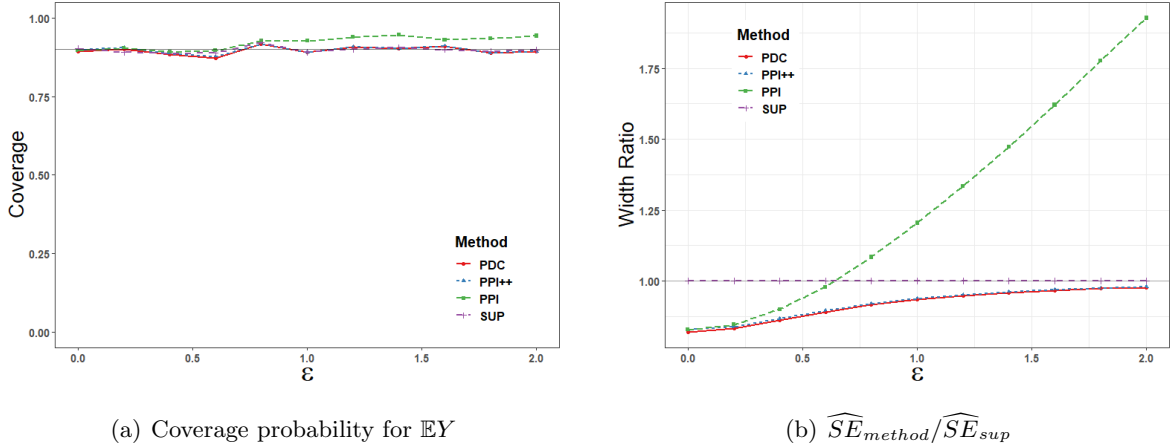 1.00
0.75
0.50
0.25
0.00
Coverage
Method
PDC
PPI++
PPI
SUP
0.0
0.5
1.0
1.5
2.0
ε
(a) Coverage probability for 𝔼Y
1.75
1.50
1.25
1.00
Width Ratio
Method
PDC
PPI++
PPI
SUP
0.0
0.5
1.0
1.5
2.0
ε
(b) $\widehat{SE}_{method}/\widehat{SE}_{sup}$